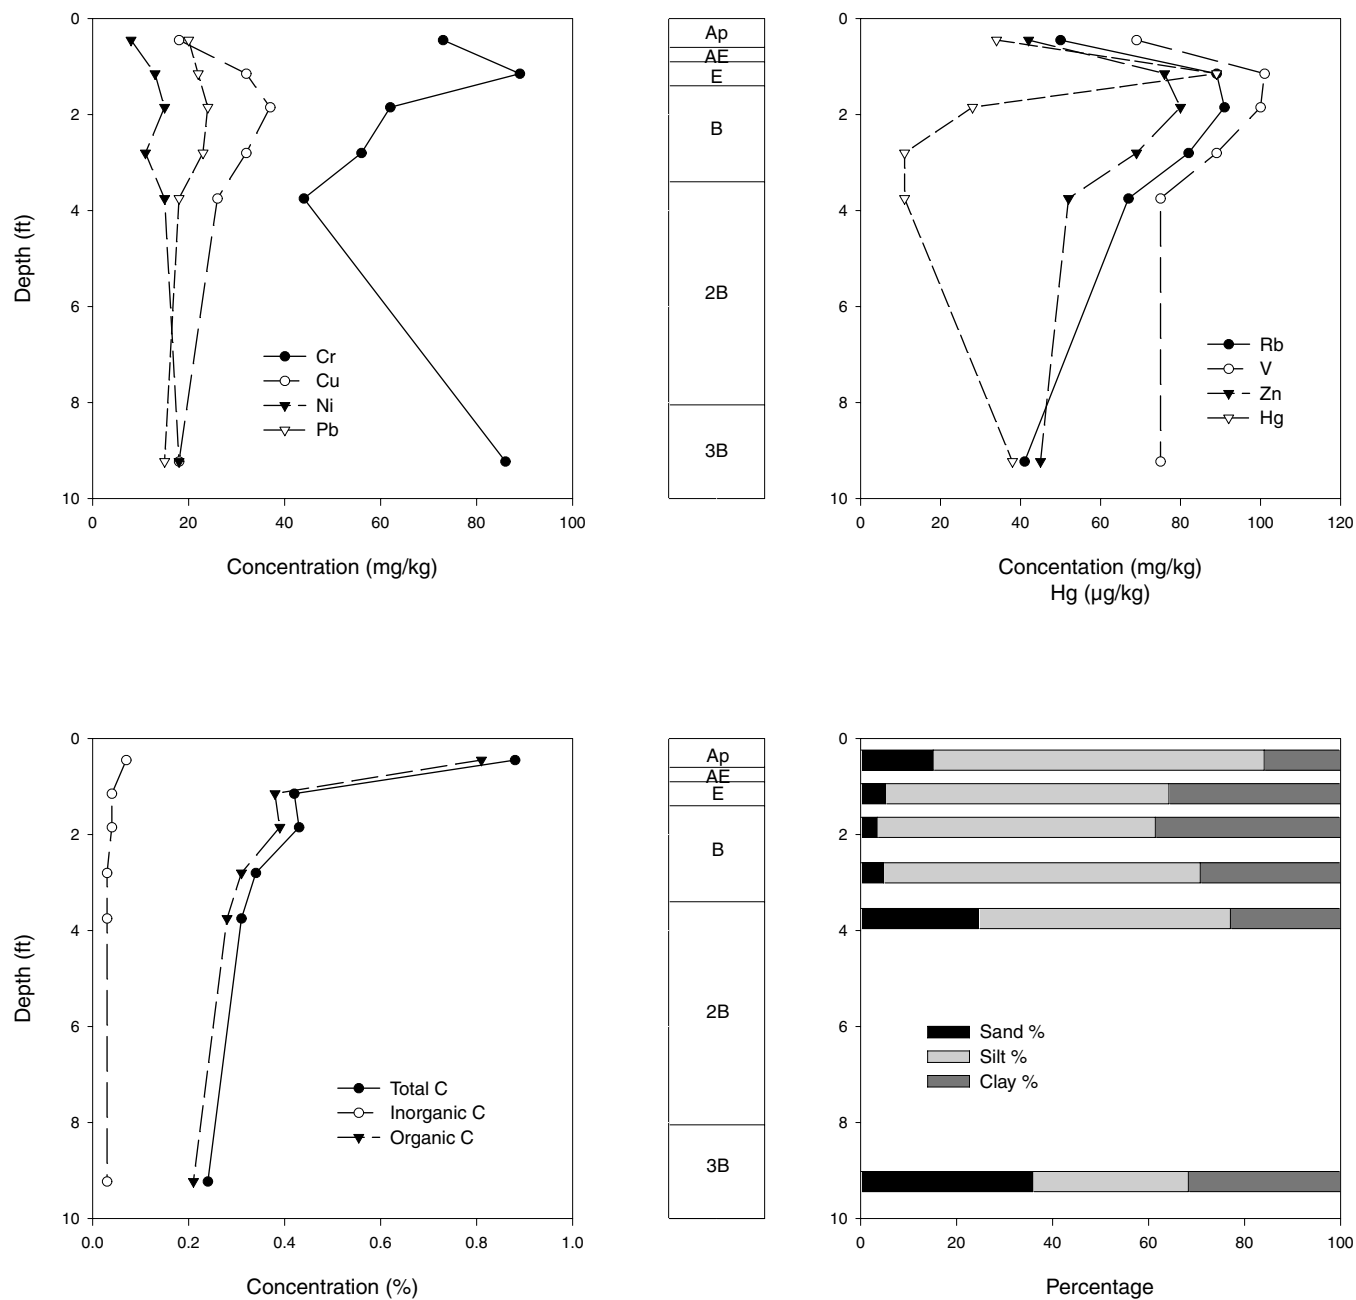 0
2
4
6
8
10
Depth (ft)
0
20
40
60
80
100
Concentration (mg/kg)
Cr
Cu
Ni
Pb
Ap
AE
E
B
2B
3B
0
2
4
6
8
10
0
20
40
60
80
100
120
Concentation (mg/kg)
Hg (µg/kg)
Rb
V
Zn
Hg
0
2
4
6
8
10
Depth (ft)
0.0
0.2
0.4
0.6
0.8
1.0
Concentration (%)
Total C
Inorganic C
Organic C
Ap
AE
E
B
2B
3B
0
2
4
6
8
10
0
20
40
60
80
100
Percentage
Sand %
Silt %
Clay %